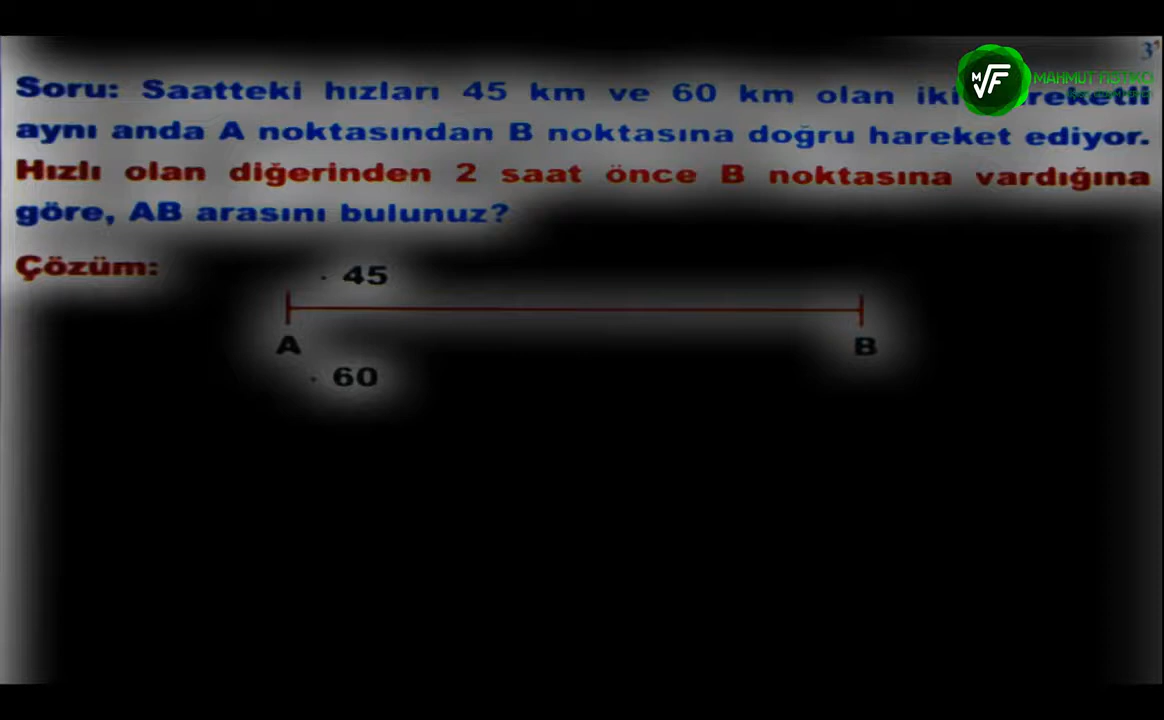 3
Soru: Saatteki hızları 45 km ve 60 km olan iki
aynı anda A noktasından B noktasına doğru hareket ediyor.
Hızlı olan diğerinden 2 saat önce B noktasına vardığına
göre, AB arasını bulunuz?
Çözüm:
45
A
B
60